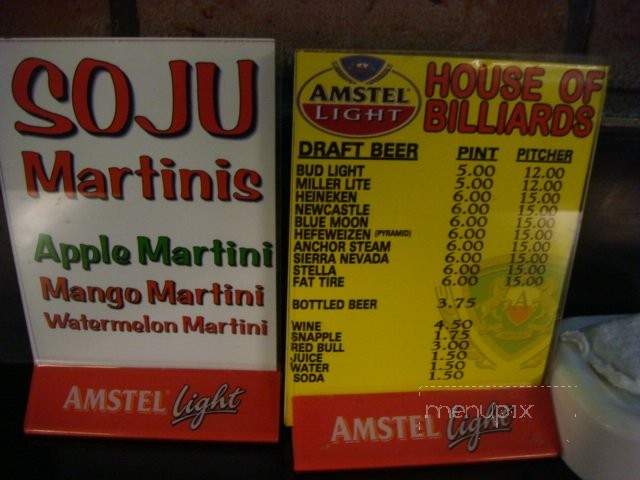 SOJU
Martinis
Apple Martini
Mango Martini
Watermelon Martini
AMSTEL Light
AMSTEL
LIGHT
HOUSE OF
BILLIARDS
DRAFT BEER PINT PITCHER
BUD LIGHT 5.00 12.00
MILLER LITE 5.00 12.00
HEINEKEN 6.00 15.00
NEWCASTLE 6.00 15.00
BLUE MOON 6.00 15.00
HEFEWEIZEN (PYRAMID) 6.00 15.00
ANCHOR STEAM 6.00 15.00
SIERRA NEVADA 6.00 15.00
STELLA 6.00 15.00
FAT TIRE 6.00 15.00
BOTTLED BEER 3.75
WINE 4.50
SNAPPLE 1.75
RED BULL 3.00
JUICE 1.50
WATER 1.50
SODA 1.50
A
menupix
AMSTEL Light